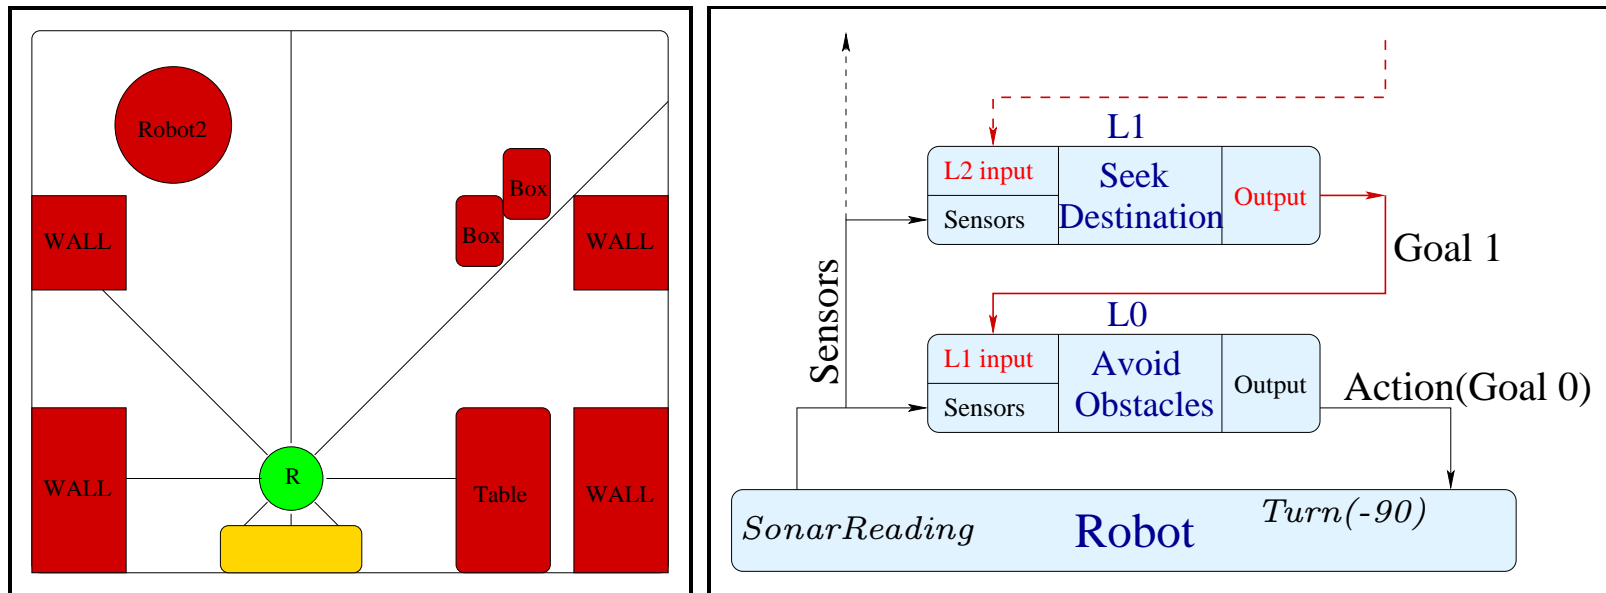 Robot2
Box
Box
WALL
WALL
WALL
R
Table
WALL
L1
L2 input
Seek
Destination
Sensors
Output
Sensors
Goal 1
L0
L1 input
Avoid
Obstacles
Sensors
Output
Action(Goal 0)
SonarReading
Robot
Turn(-90)